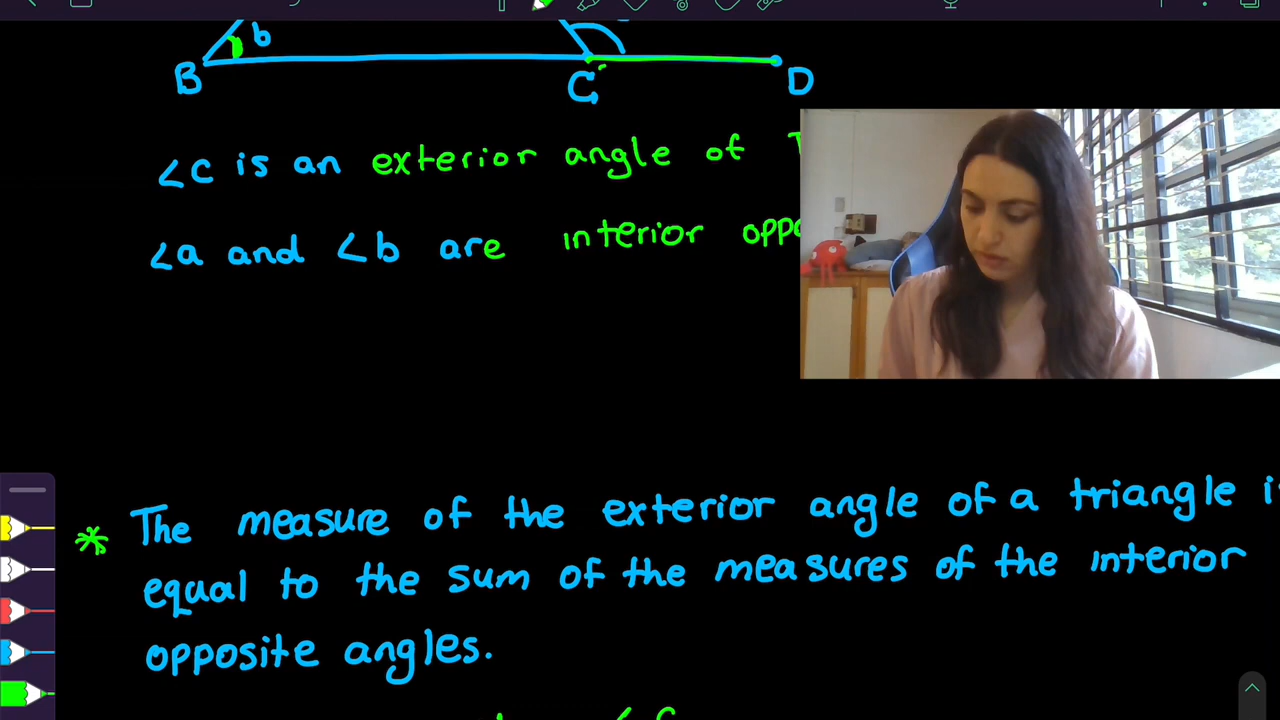 b
B
C
D
∠c is an exterior angle of
∠a and ∠b are interior
* The measure of the exterior angle of a triangle
equal to the sum of the measures of the interior
opposite angles.